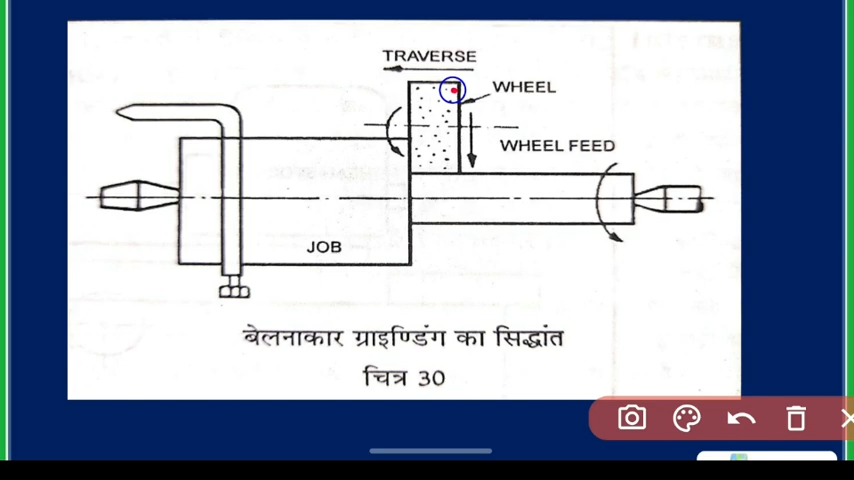 TRAVERSE
WHEEL
WHEEL FEED
JOB
बेलनाकार ग्राइण्डिंग का सिद्धांत
चित्र 30